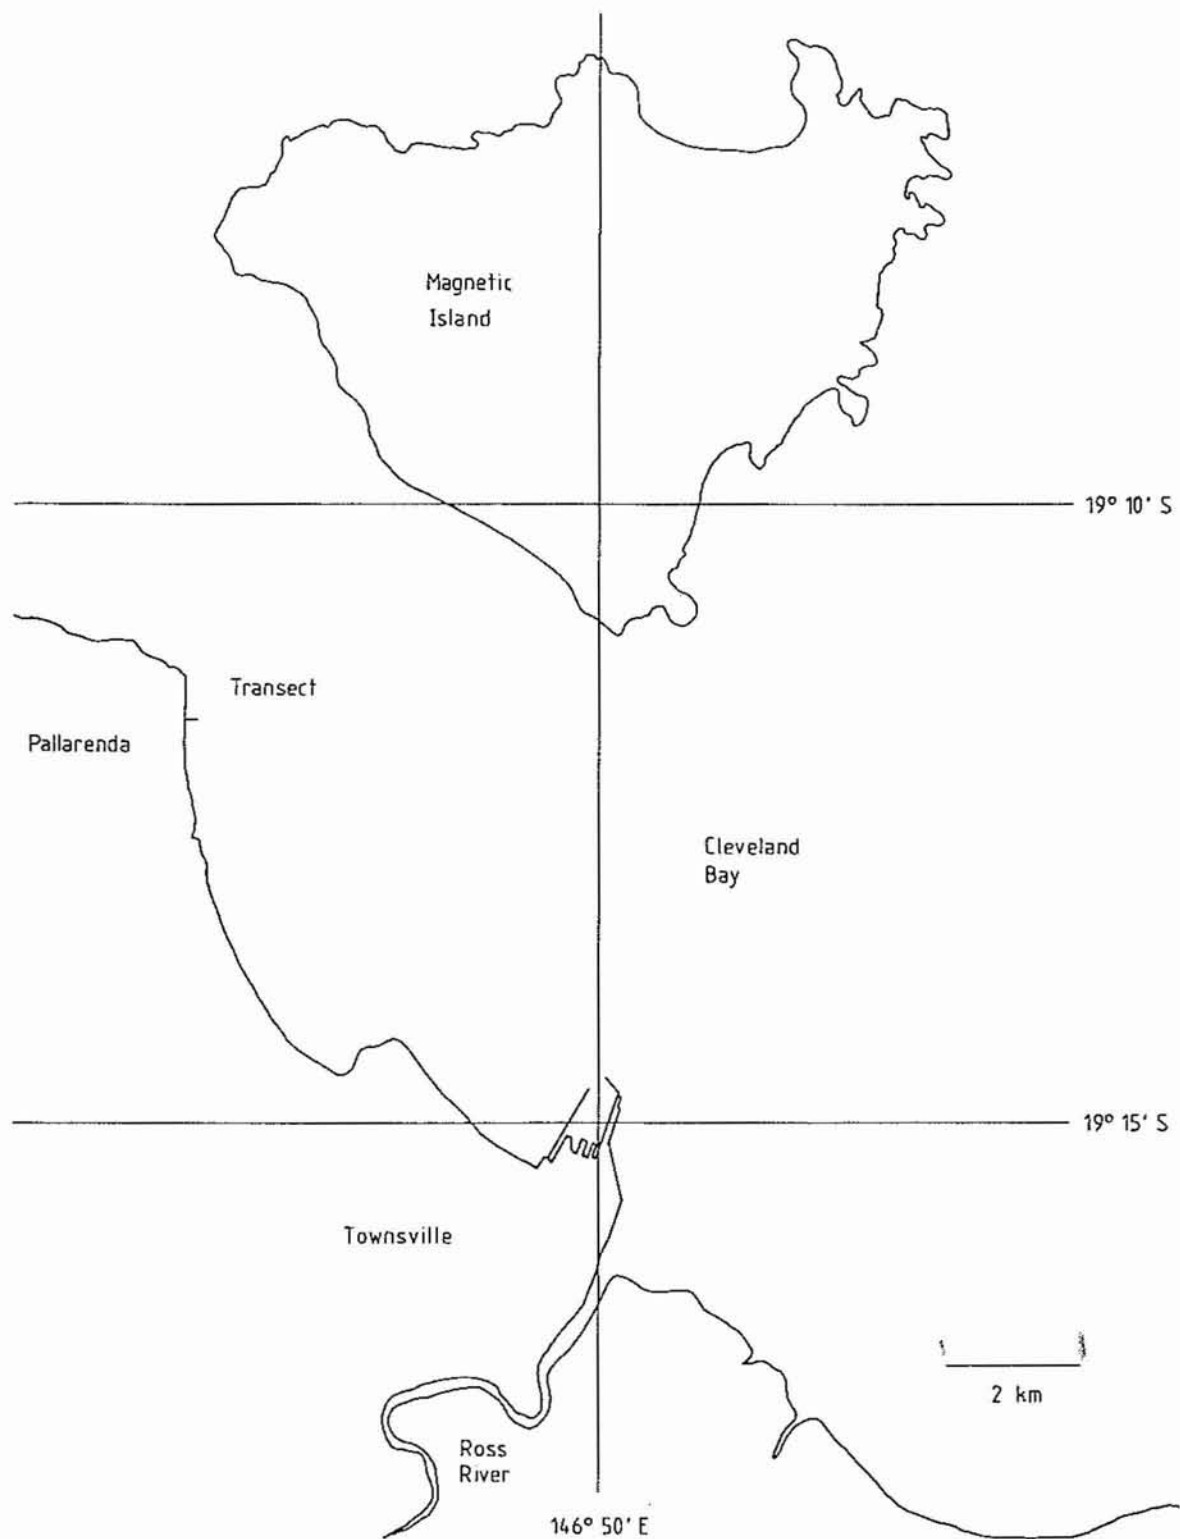 Magnetic
Island
19° 10' S
Transect
Pallarenda
Cleveland
Bay
19° 15' S
Townsville
2 km
Ross
River
146° 50' E